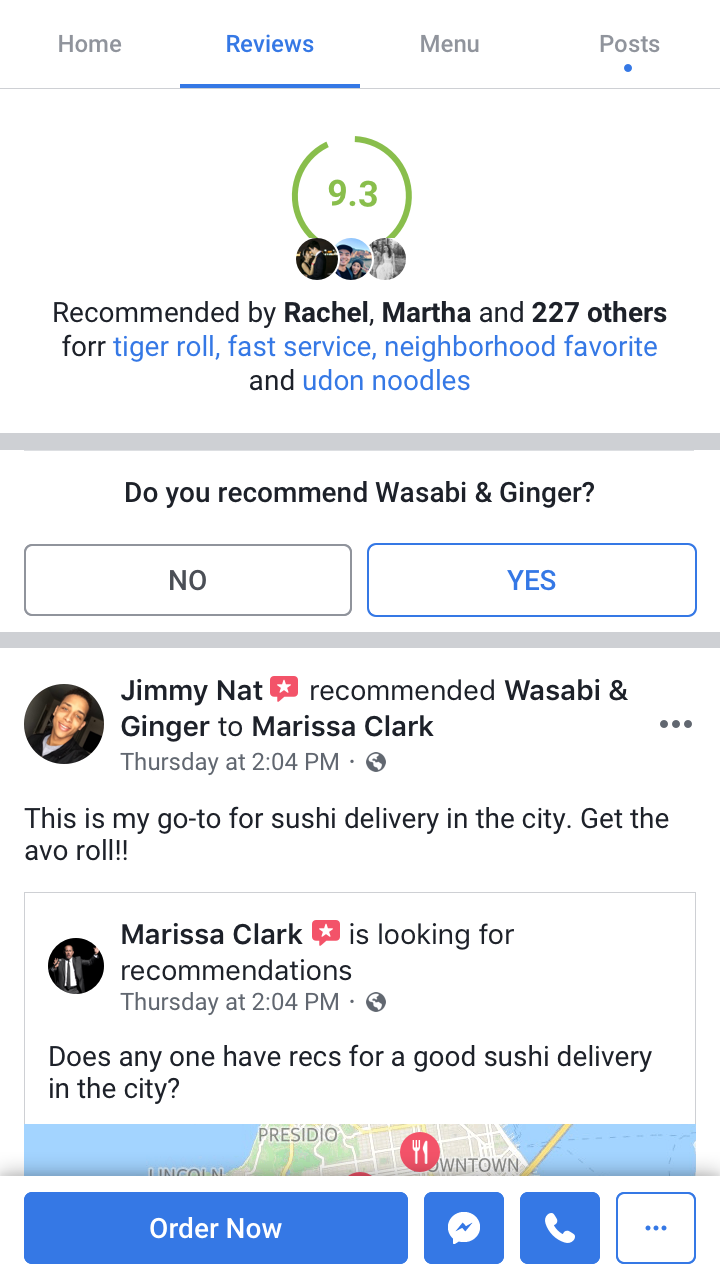 Home Reviews Menu Posts
9.3
Recommended by Rachel, Martha and 227 others
forr tiger roll, fast service, neighborhood favorite
and udon noodles
Do you recommend Wasabi & Ginger?
NO YES
Jimmy Nat recommended Wasabi &
Ginger to Marissa Clark
Thursday at 2:04 PM ·
This is my go-to for sushi delivery in the city. Get the
avo roll!!
Marissa Clark is looking for
recommendations
Thursday at 2:04 PM ·
Does any one have recs for a good sushi delivery
in the city?
PRESIDIO
OWNTOWN
LINCOLN
Order Now